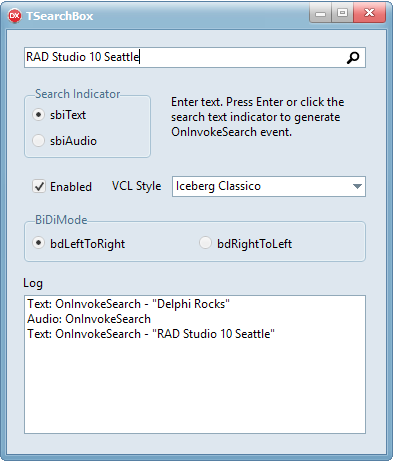 DX TSearchBox
RAD Studio 10 Seattle
Search Indicator
sbiText
sbiAudio
Enter text. Press Enter or click the
search text indicator to generate
OnInvokeSearch event.
Enabled VCL Style Iceberg Classico
BiDiMode
bdLeftToRight bdRightToLeft
Log
Text: OnInvokeSearch - "Delphi Rocks"
Audio: OnInvokeSearch
Text: OnInvokeSearch - "RAD Studio 10 Seattle"